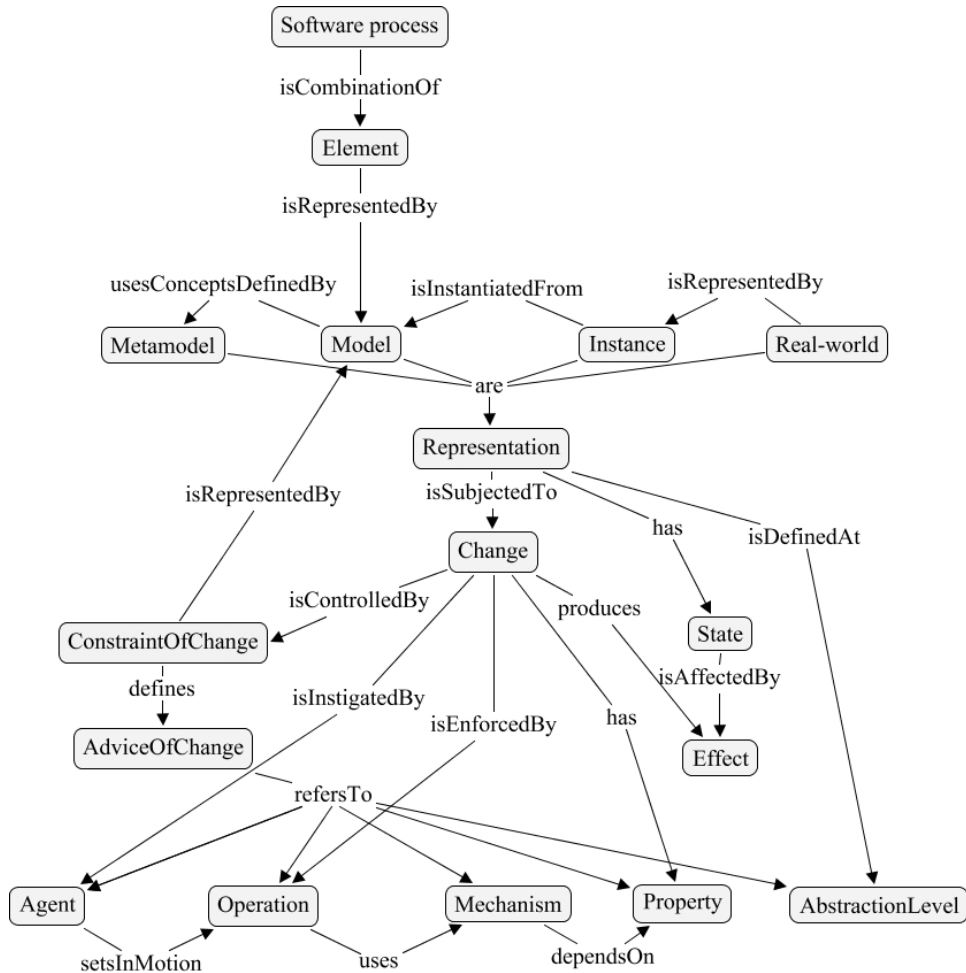 Software process
isCombinationOf
Element
isRepresentedBy
usesConceptsDefinedBy
isInstantiatedFrom
isRepresentedBy
Metamodel
Model
Instance
Real-world
are
Representation
isRepresentedBy
isSubjectedTo
has
isDefinedAt
Change
isControlledBy
produces
ConstraintOfChange
State
defines
isInstigatedBy
isAffectedBy
isEnforcedBy
has
AdviceOfChange
Effect
refersTo
Agent
Operation
Mechanism
Property
AbstractionLevel
setsInMotion
uses
dependsOn